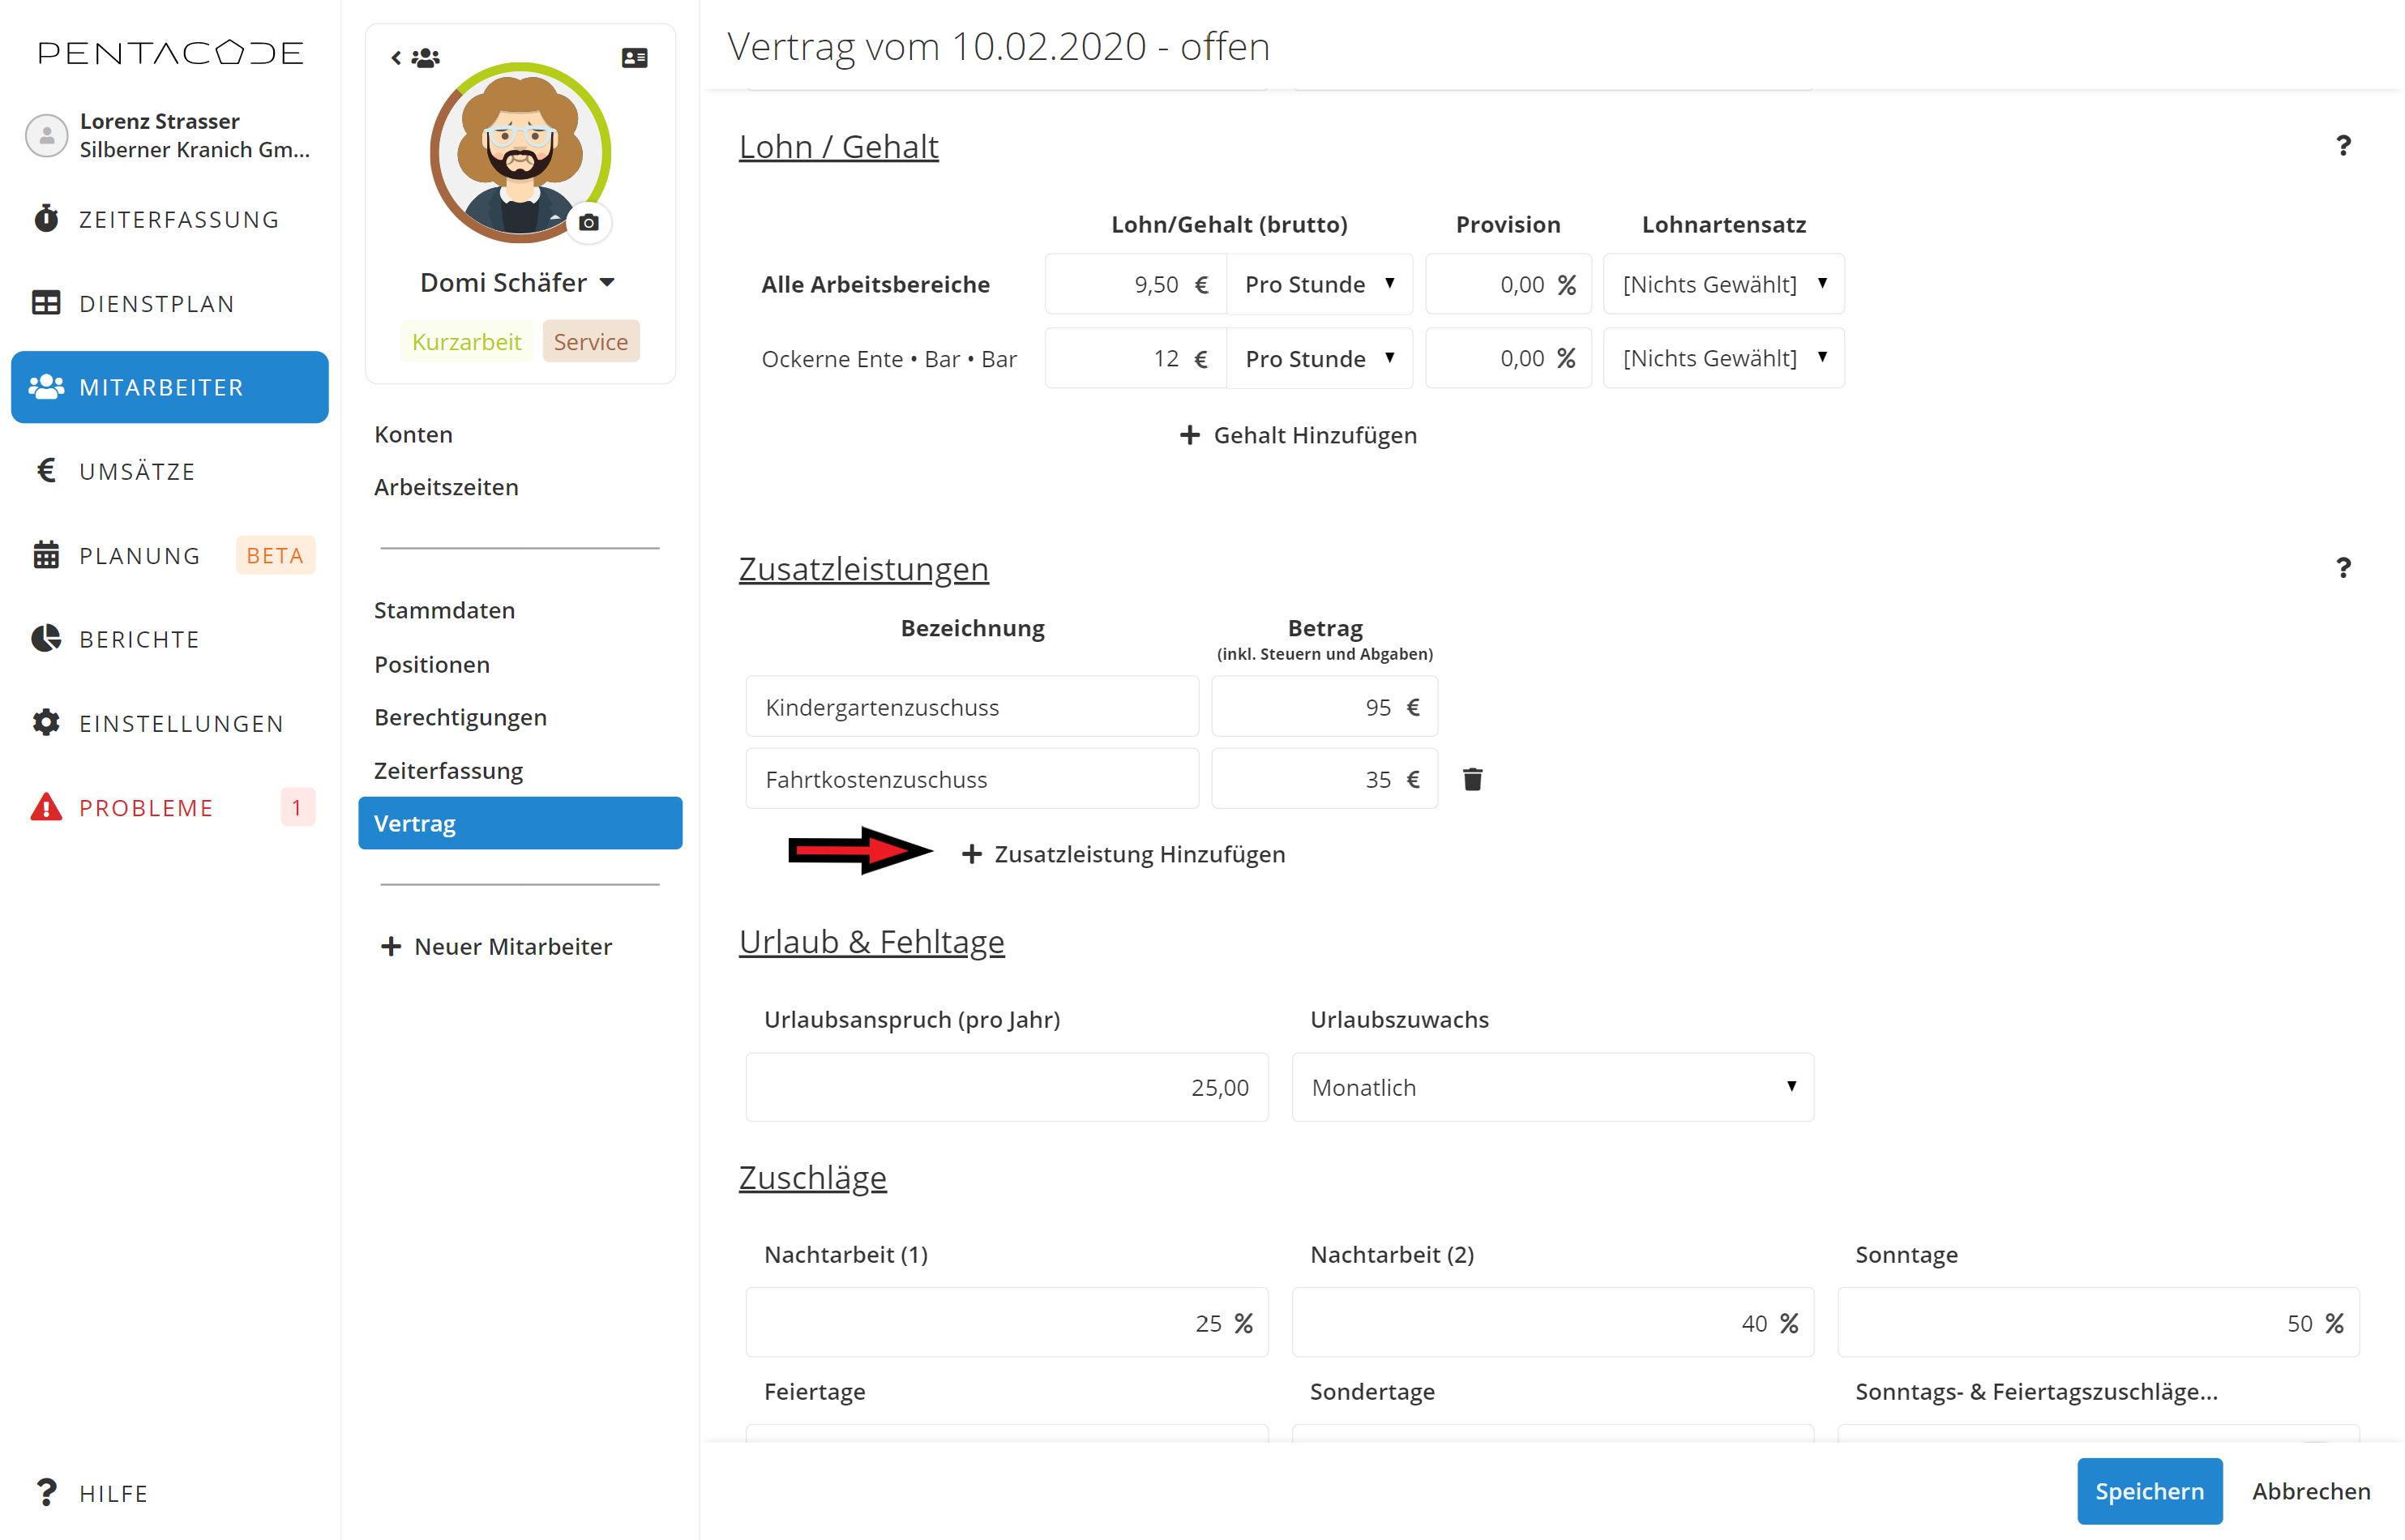 PENTACODE
Lorenz Strasser
Silberner Kranich Gm...
ZEITERFASSUNG
DIENSTPLAN
MITARBEITER
€ UMSÄTZE
PLANUNG BETA
BERICHTE
EINSTELLUNGEN
PROBLEME 1
? HILFE
Domi Schäfer
Kurzarbeit Service
Konten
Arbeitszeiten
Stammdaten
Positionen
Berechtigungen
Zeiterfassung
Vertrag
+ Neuer Mitarbeiter
Vertrag vom 10.02.2020 - offen
Lohn / Gehalt ?
Lohn/Gehalt (brutto) Provision Lohnartensatz
Alle Arbeitsbereiche 9,50 € Pro Stunde 0,00 % [Nichts Gewählt]
Ockerne Ente • Bar • Bar 12 € Pro Stunde 0,00 % [Nichts Gewählt]
+ Gehalt Hinzufügen
Zusatzleistungen ?
Bezeichnung Betrag
(inkl. Steuern und Abgaben)
Kindergartenzuschuss 95 €
Fahrtkostenzuschuss 35 €
+ Zusatzleistung Hinzufügen
Urlaub & Fehltage
Urlaubsanspruch (pro Jahr) Urlaubszuwachs
25,00 Monatlich
Zuschläge
Nachtarbeit (1) Nachtarbeit (2) Sonntage
25 % 40 % 50 %
Feiertage Sondertage Sonntags- & Feiertagszuschläge...
Speichern Abbrechen